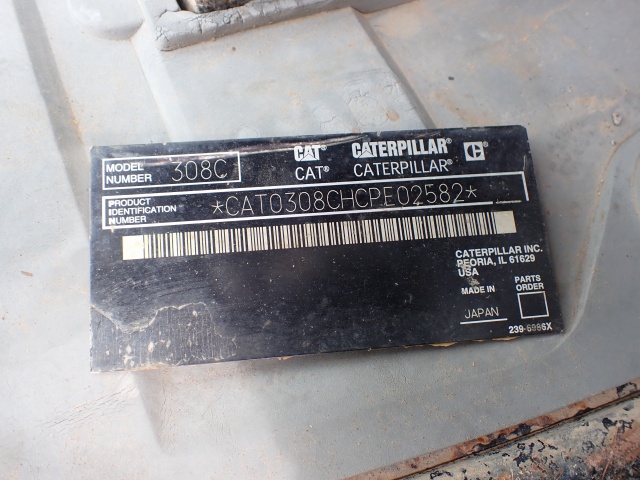 MODEL NUMBER 308C
CAT® CATERPILLAR® C
CAT® CATERPILLAR®
PRODUCT IDENTIFICATION NUMBER *CAT0308CHCPE02582*
CATERPILLAR INC.
PEORIA, IL 61629
USA
MADE IN
JAPAN
PARTS ORDER
239-6986X